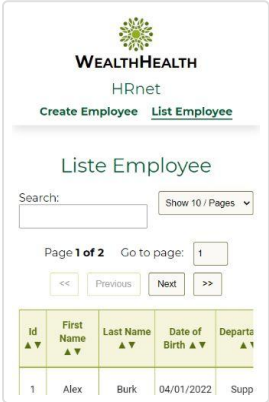 WEALTHHEALTH
HRnet
Create Employee List Employee
Liste Employee
Search:
Show 10 / Pages
Page 1 of 2 Go to page: 1
<< Previous Next >>
Id First Name Last Name Date of Birth
1 Alex Burk 04/01/2022 Supp